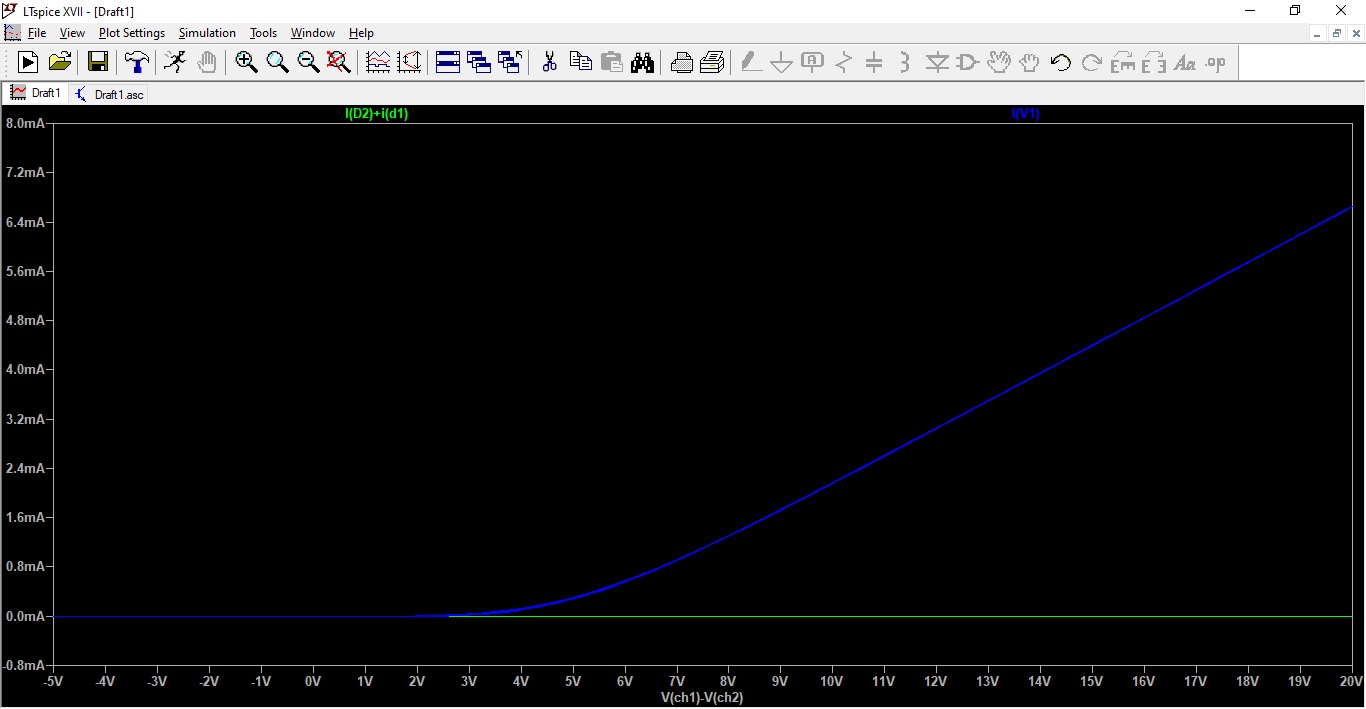 LTspice XVII - [Draft1]
File View Plot Settings Simulation Tools Window Help
Draft1 Draft1.asc
I(D2)+i(d1) I(V1)
8.0mA
7.2mA
6.4mA
5.6mA
4.8mA
4.0mA
3.2mA
2.4mA
1.6mA
0.8mA
0.0mA
-0.8mA
-5V -4V -3V -2V -1V 0V 1V 2V 3V 4V 5V 6V 7V 8V 9V 10V 11V 12V 13V 14V 15V 16V 17V 18V 19V 20V
V(ch1)-V(ch2)